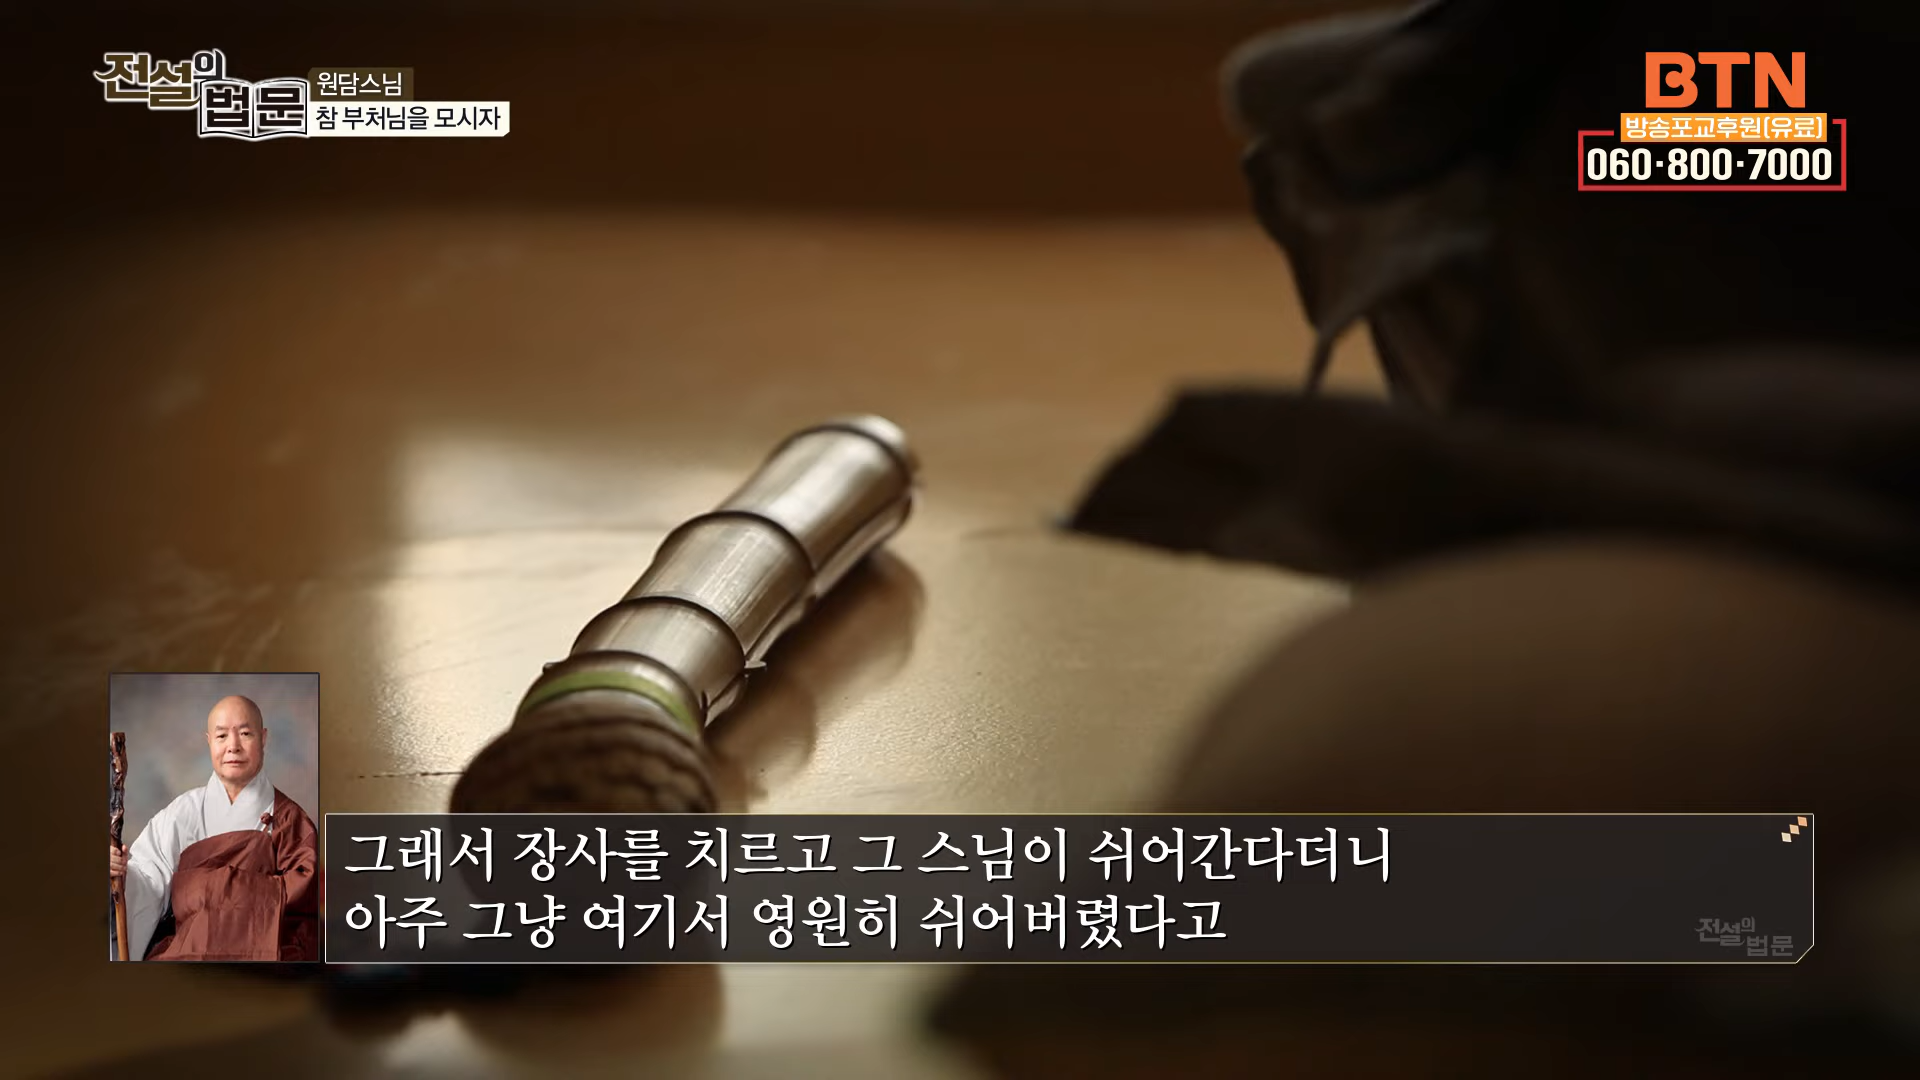 전설의
법문
원담스님
참 부처님을 모시자
BTN
방송포교후원(유료)
060·800·7000
그래서 장사를 치르고 그 스님이 쉬어간다더니
아주 그냥 여기서 영원히 쉬어버렸다고
전설의
법문